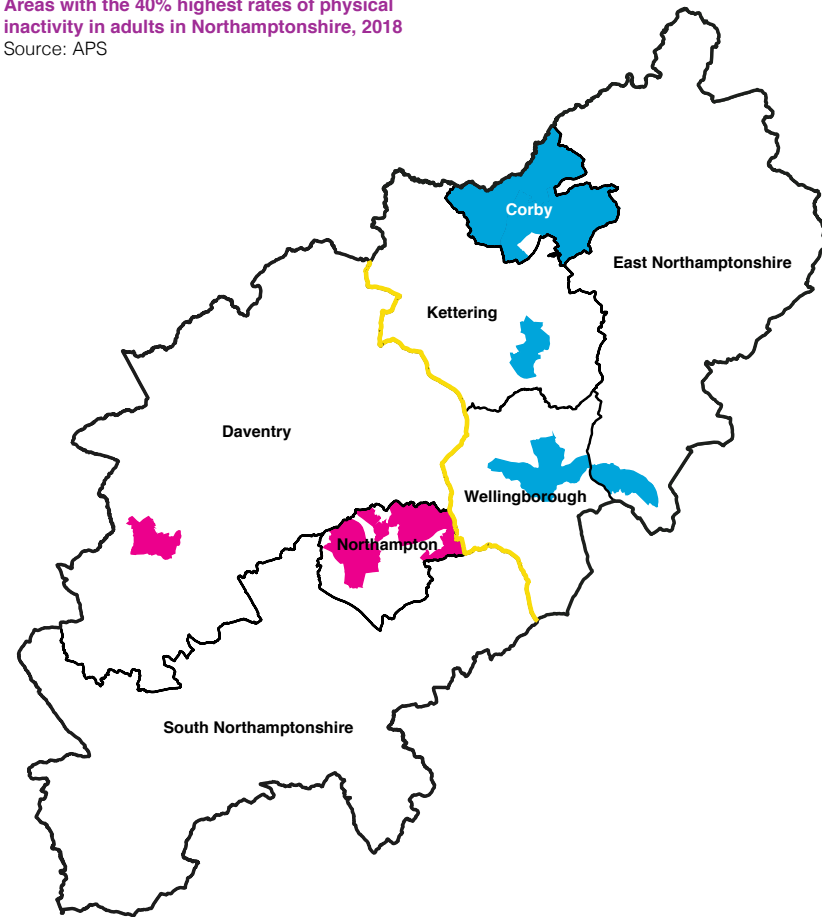 Areas with the 40% highest rates of physical
inactivity in adults in Northamptonshire, 2018
Source: APS
Corby
East Northamptonshire
Kettering
Daventry
Wellingborough
Northampton
South Northamptonshire